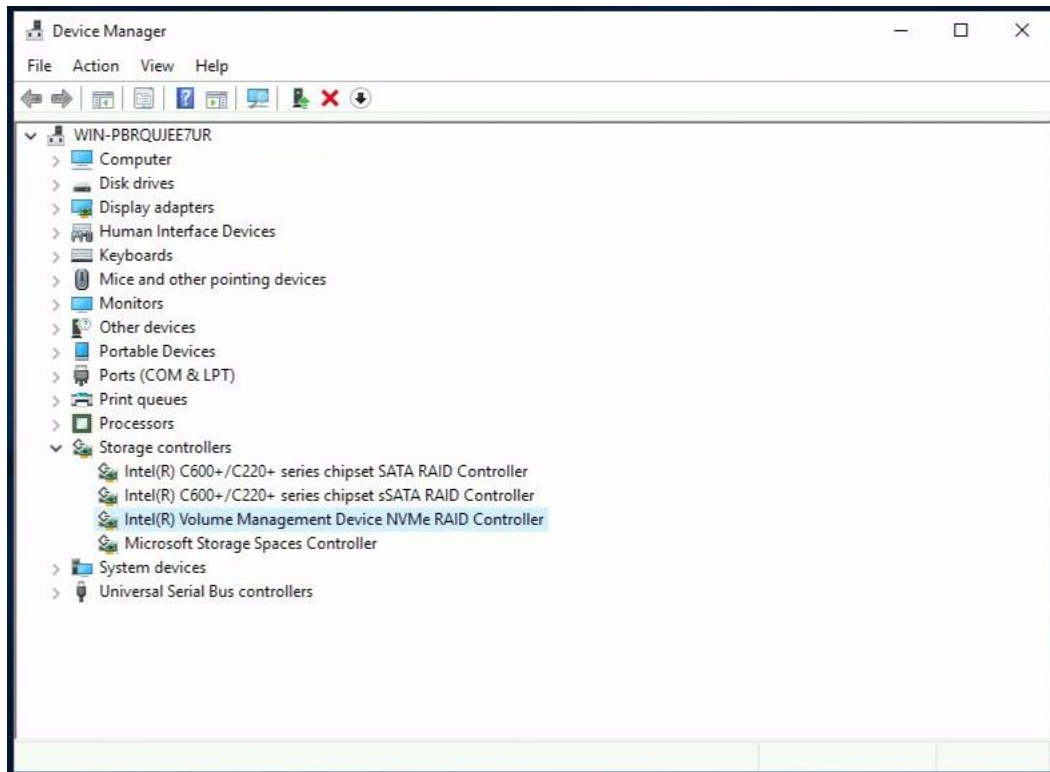 Device Manager
File Action View Help
WIN-PBRQUJEE7UR
Computer
Disk drives
Display adapters
Human Interface Devices
Keyboards
Mice and other pointing devices
Monitors
Other devices
Portable Devices
Ports (COM & LPT)
Print queues
Processors
Storage controllers
Intel(R) C600+/C220+ series chipset SATA RAID Controller
Intel(R) C600+/C220+ series chipset sSATA RAID Controller
Intel(R) Volume Management Device NVMe RAID Controller
Microsoft Storage Spaces Controller
System devices
Universal Serial Bus controllers